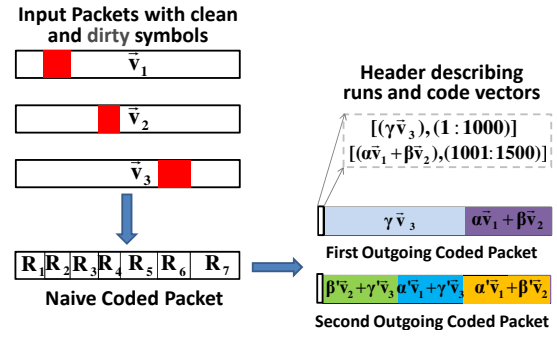 Input Packets with clean
and dirty symbols
v⃗₁
v⃗₂
v⃗₃
R₁ R₂ R₃ R₄ R₅ R₆ R₇
Naive Coded Packet
Header describing
runs and code vectors
[(γv⃗₃),(1:1000)]
[(αv⃗₁+βv⃗₂),(1001:1500)]
γv⃗₃ αv⃗₁+βv⃗₂
First Outgoing Coded Packet
β'v⃗₂+γ'v⃗₃ α'v⃗₁+γ'v⃗₃ α'v⃗₁+β'v⃗₂
Second Outgoing Coded Packet